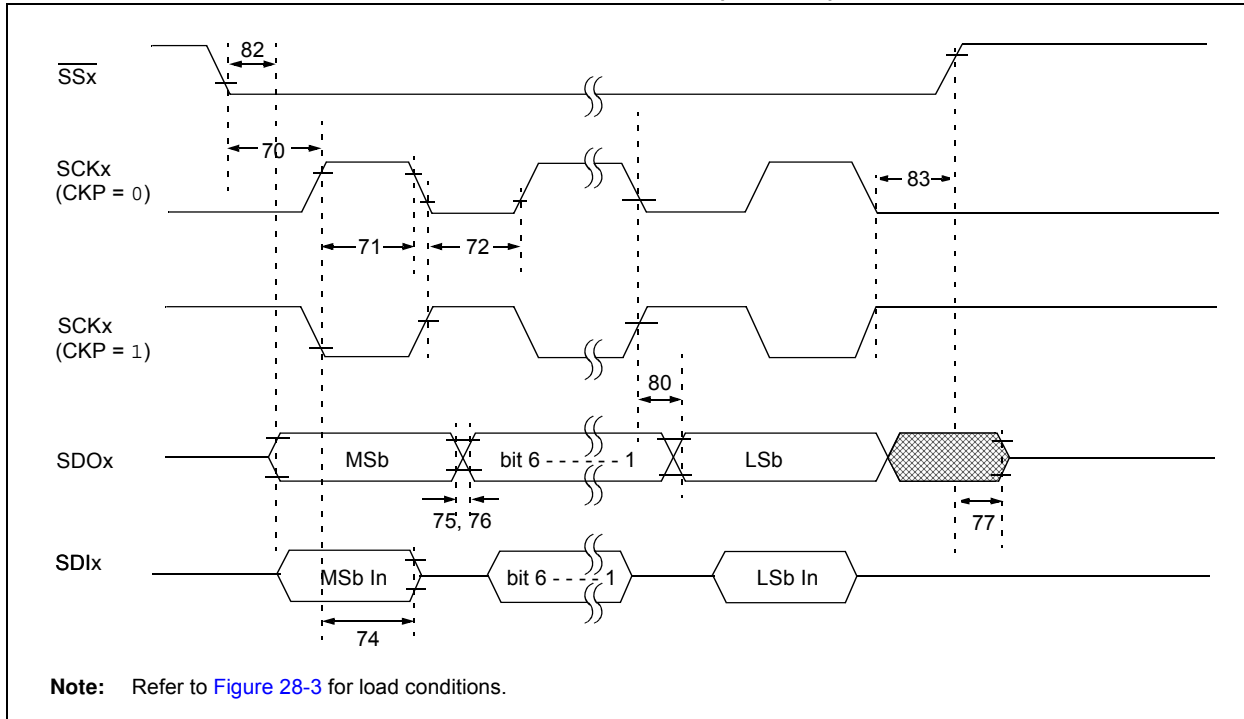 82
SSx
70
SCKx
(CKP = 0)
83
71
72
SCKx
(CKP = 1)
80
SDOx
MSb
bit 6 - - - - - - 1
LSb
75, 76
77
SDIx
MSb In
bit 6 - - - - 1
LSb In
74
Note: Refer to Figure 28-3 for load conditions.